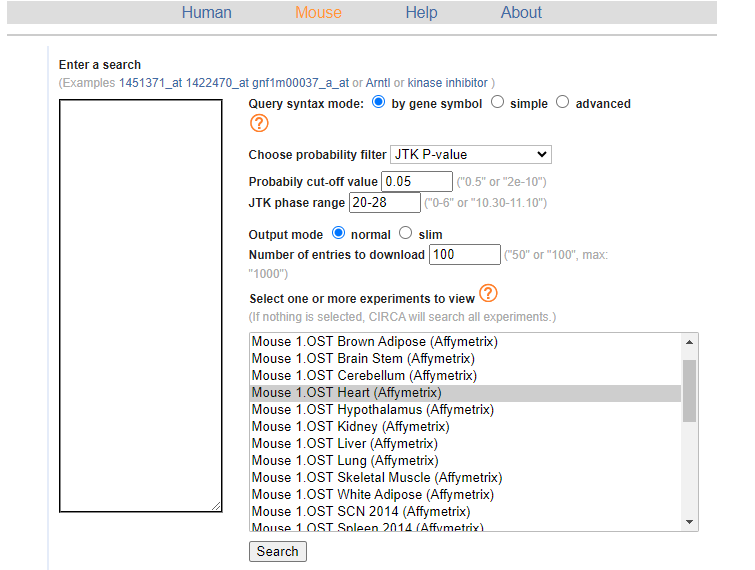 Human Mouse Help About
Enter a search
(Examples 1451371_at 1422470_at gnf1m00037_a_at or Arntl or kinase inhibitor )
Query syntax mode: by gene symbol simple advanced
?
Choose probability filter JTK P-value
Probabily cut-off value 0.05 ("0.5" or "2e-10")
JTK phase range 20-28 ("0-6" or "10.30-11.10")
Output mode normal slim
Number of entries to download 100 ("50" or "100", max:
"1000")
Select one or more experiments to view ?
(If nothing is selected, CIRCA will search all experiments.)
Mouse 1.OST Brown Adipose (Affymetrix)
Mouse 1.OST Brain Stem (Affymetrix)
Mouse 1.OST Cerebellum (Affymetrix)
Mouse 1.OST Heart (Affymetrix)
Mouse 1.OST Hypothalamus (Affymetrix)
Mouse 1.OST Kidney (Affymetrix)
Mouse 1.OST Liver (Affymetrix)
Mouse 1.OST Lung (Affymetrix)
Mouse 1.OST Skeletal Muscle (Affymetrix)
Mouse 1.OST White Adipose (Affymetrix)
Mouse 1.OST SCN 2014 (Affymetrix)
Mouse 1.OST Spleen 2014 (Affymetrix)
Search